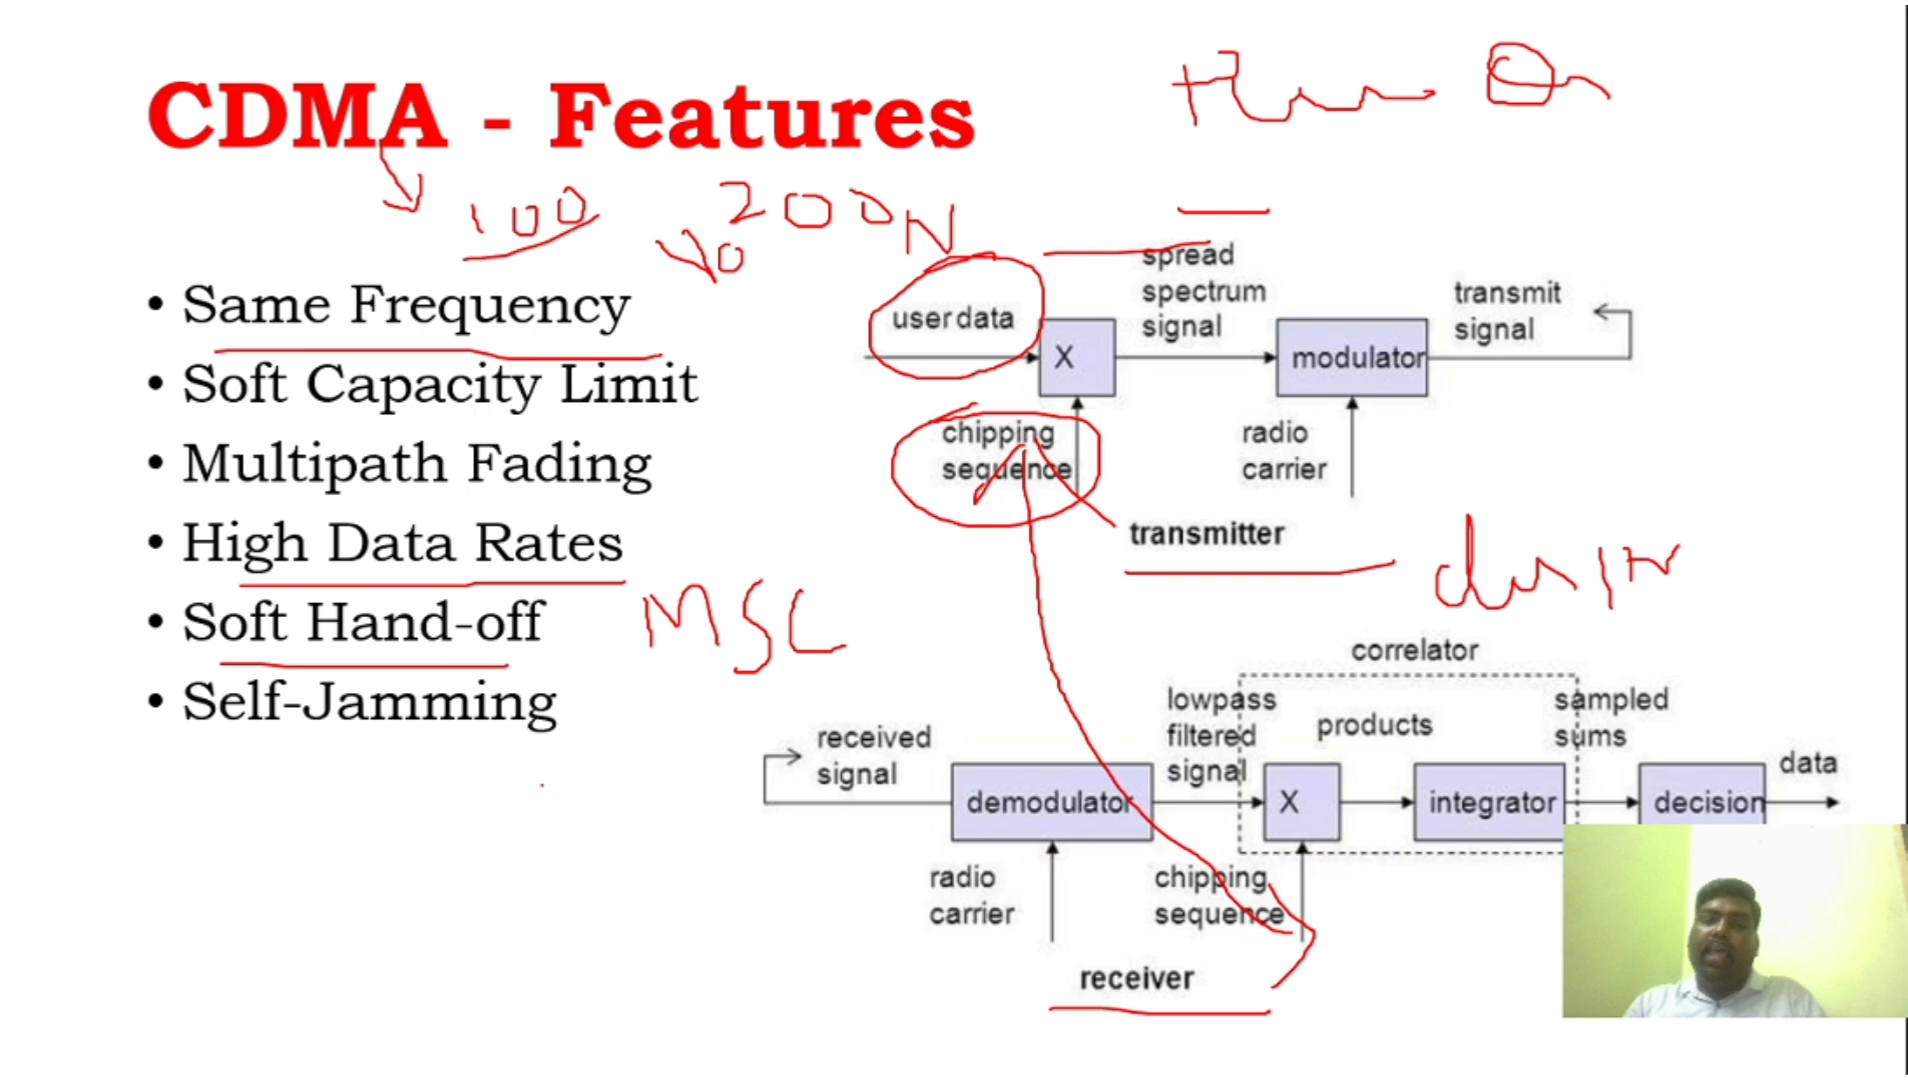 CDMA - Features
100
200
N
• Same Frequency
• Soft Capacity Limit
• Multipath Fading
• High Data Rates
• Soft Hand-off
MSC
• Self-Jamming
user data
X
spread
spectrum
signal
modulator
transmit
signal
chipping
sequence
radio
carrier
transmitter
correlator
received
signal
demodulator
lowpass
filtered
signal
products
X
integrator
sampled
sums
decision
data
radio
carrier
chipping
sequence
receiver